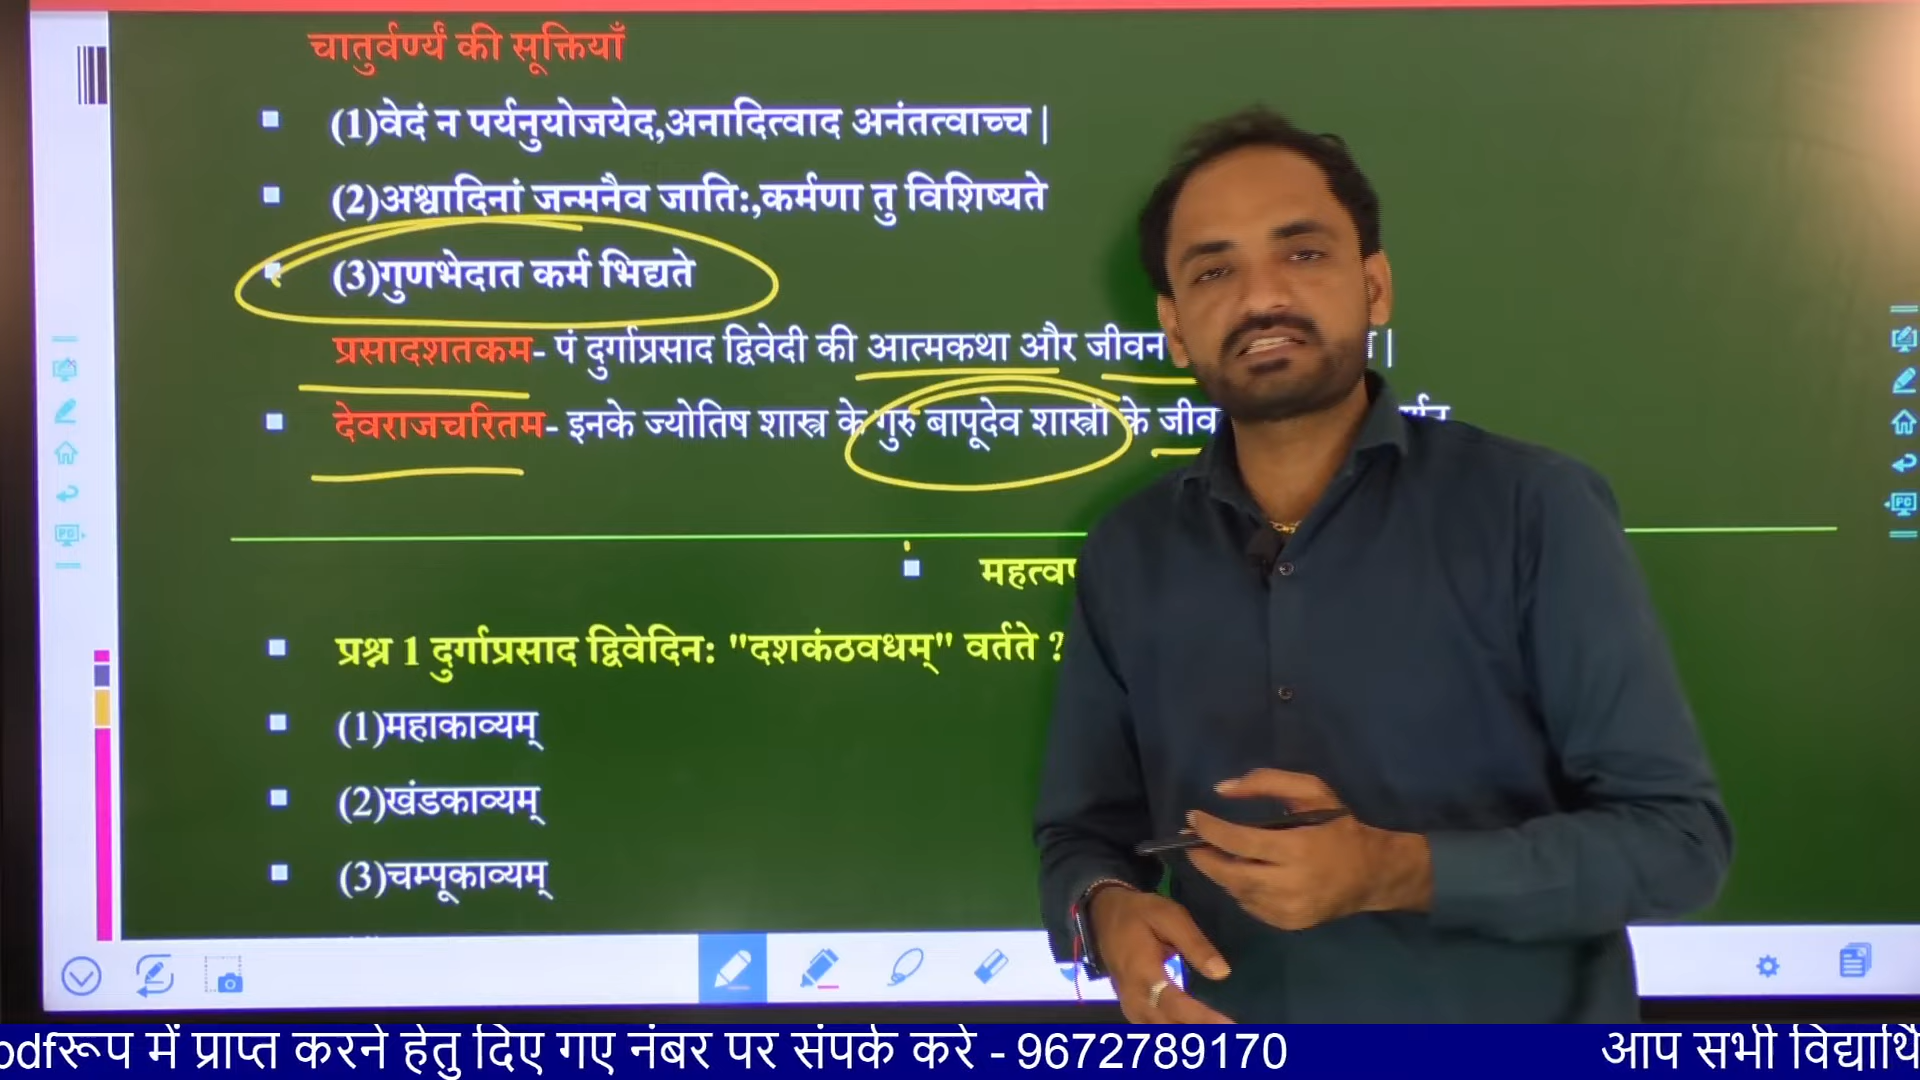 चातुर्वर्ण्यं की सूक्तियाँ
(1)वेदं न पर्यनुयोजयेद,अनादित्वाद अनंतत्वाच्च |
(2)अश्वादिनां जन्मनैव जाति:,कर्मणा तु विशिष्यते
(3)गुणभेदात कर्म भिद्यते
प्रसादशतकम- पं दुर्गाप्रसाद द्विवेदी की आत्मकथा और जीवन |
देवराजचरितम- इनके ज्योतिष शास्त्र के गुरु बापूदेव शास्त्री के
प्रश्न 1 दुर्गाप्रसाद द्विवेदिन: "दशकंठवधम्" वर्तते ?
(1)महाकाव्यम्
(2)खंडकाव्यम्
(3)चम्पूकाव्यम्
pdfरूप में प्राप्त करने हेतु दिए गए नंबर पर संपर्क करे - 9672789170 आप सभी